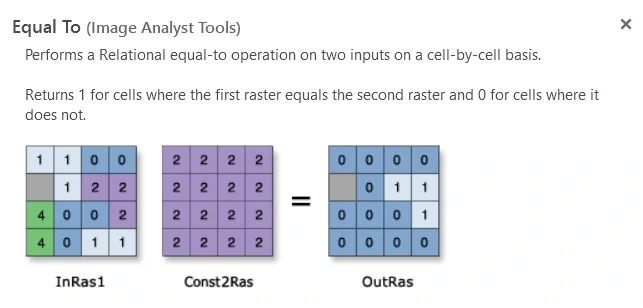 Equal To (Image Analyst Tools)
×
Performs a Relational equal-to operation on two inputs on a cell-by-cell basis.
Returns 1 for cells where the first raster equals the second raster and 0 for cells where it
does not.
1 1 0 0 2 2 2 2 0 0 0 0
1 2 2 2 2 2 2 = 0 1 1
4 0 0 2 2 2 2 2 0 0 0 1
4 0 1 1 2 2 2 2 0 0 0 0
InRas1 Const2Ras OutRas